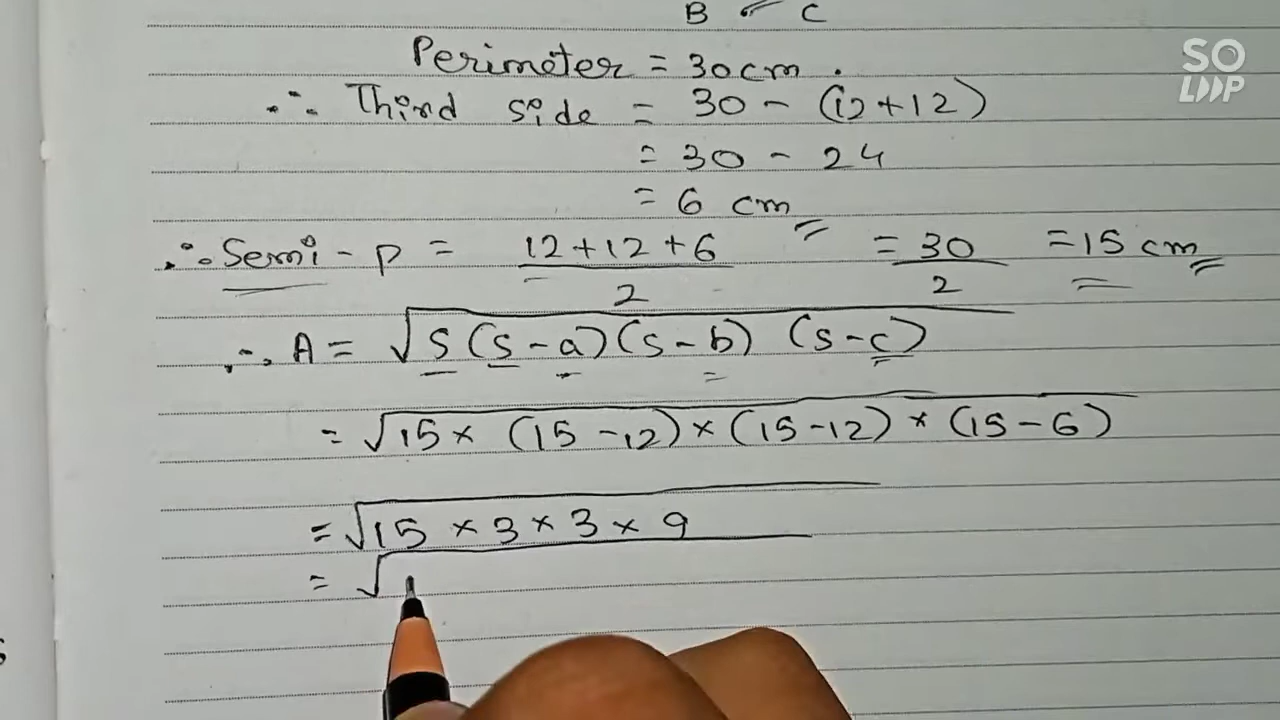 B C
SO
LOOP
Perimeter = 30cm.
∴ Third side = 30 - (12+12)
= 30 - 24
= 6 cm
∴ Semi - P = 12+12+6 / 2 = 30 / 2 = 15 cm
∴ A = √S(S-a)(S-b) (S-c)
= √15 × (15-12) × (15-12) × (15-6)
= √15 × 3 × 3 × 9
= √